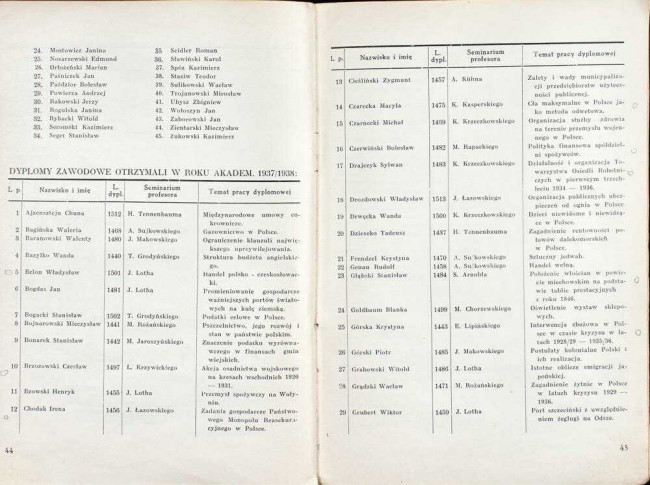 24. Mostowicz Janina
25. Nosarzewski Edmund
26. Orłożeński Marian
27. Paśniczek Jan
28. Paździor Bolesław
29. Powierza Andrzej
30. Rakowski Jerzy
31. Rogulska Janina
32. Rybacki Witold
33. Seromski Kazimierz
34. Seget Stanisław
35. Seidler Roman
36. Sławiński Karol
37. Spóz Kazimierz
38. Stasiw Teodor
39. Sulikowski Wacław
40. Trojanowski Mirosław
41. Uhysz Zbigniew
42. Wołoszyn Jan
43. Zaborowski Jan
44. Zientarski Mieczysław
45. Żukowski Kazimierz
DYPLOMY ZAWODOWE OTRZYMALI W ROKU AKADEM. 1937/1938:
L. p. Nazwisko i imię L. dypl. Seminarium profesora Temat pracy dyplomowej
1 Ajzensztejn Chana 1512 H. Tennenbauma Międzynarodowe umowy cukrownicze.
2 Bagińska Waleria 1468 A. Sujkowskiego Gazownictwo w Polsce.
3 Baranowski Walenty 1480 J. Makowskiego Ograniczenie klauzuli największego uprzywilejowania.
4 Bazylko Wanda 1440 T. Grodyńskiego Struktura budżetu angielskiego.
5 Belon Władysław 1501 J. Lotha Handel polsko - czeskosłowacki.
6 Bogdus Jan 1481 J. Lotha Promieniowanie gospodarcze ważniejszych portów światowych na kulę ziemską.
7 Bogacki Stanisław 1502 T. Grodyńskiego Podatki celowe w Polsce.
8 Bojnarowski Mieczysław 1441 M. Rożańskiego Pszczelnictwo, jego rozwój i stan w państwie polskim.
9 Bonarek Stanisław 1442 M. Jaroszyńskiego Znaczenie podatku wyrównawczego w finansach gmin wiejskich.
10 Brzozowski Czesław 1497 L. Krzywickiego Akcja osadnictwa wojskowego na kresach wschodnich 1920 — 1931.
11 Bzowski Henryk 1455 J. Lotha Przemysł spożywczy na Wołyniu.
12 Chodak Irena 1456 J. Łazowskiego Zadania gospodarcze Państwowego Monopolu Reasekuracyjnego w Polsce.
44
L. p. Nazwisko i imię L. dypl. Seminarium profesora Temat pracy dyplomowej
13 Cieśliński Zygmunt 1457 A. Kühna Zalety i wady municypalizacji przedsiębiorstw użyteczności publicznej.
14 Czarecka Maryla 1475 K. Kasperskiego Cła maksymalne w Polsce jako metoda odwetowa.
15 Czarnecki Michał 1469 K. Krzeczkowskiego Organizacja służby zdrowia na terenie przemysłu wojennego w Polsce.
16 Czerwiński Bolesław 1482 M. Rapackiego Polityka finansowa spółdzielni spożywców.
17 Drajczyk Sylwan 1483 K. Krzeczkowskiego Działalność i organizacja Towarzystwa Osiedli Robotniczych w pierwszym trzechleciu 1934 — 1936.
18 Drozdowski Władysław 1513 J. Łazowskiego Organizacja publicznych ubezpieczeń od ognia w Polsce
19 Dewęcka Wanda 1500 K. Krzeczkowskiego Dzieci niewidome i niewidzące w Polsce.
20 Dzieszko Tadeusz 1437 H. Tennenbauma Zagadnienie rentowności połowów dalekomorskich w Polsce.
21 Frendzel Krystyna 1470 A. Sujkowskiego Sztuczny jedwab.
22 Genau Rudolf 1458 A. Sujkowskiego Handel wełną.
23 Głębicki Stanisław 1484 S. Arnolda Położenie włościan w powiecie miechowskim na podstawie tablic prestacyjnych z roku 1846.
24 Goldbaum Blanka 1499 M. Chorzewskiego Oświetlenie wystaw sklepowych.
25 Górska Krystyna 1443 E. Lipińskiego Interwencja zbożowa w Polsce w czasie kryzysu w latach 1928/29 — 1935/36.
26 Górski Piotr 1485 J. Makowskiego Postulaty kolonialne Polski i ich realizacja.
27 Grabowski Witold 1486 J. Lotha Istotne oblicze emigracji japońskiej.
28 Grądzki Wacław 1471 M. Rożańskiego Zagadnienie żytnie w Polsce w latach kryzysu 1929 — 1936.
29 Grubert Wiktor 1459 J. Lotha Port szczeciński z uwzględnieniem żeglugi na Odrze.
45